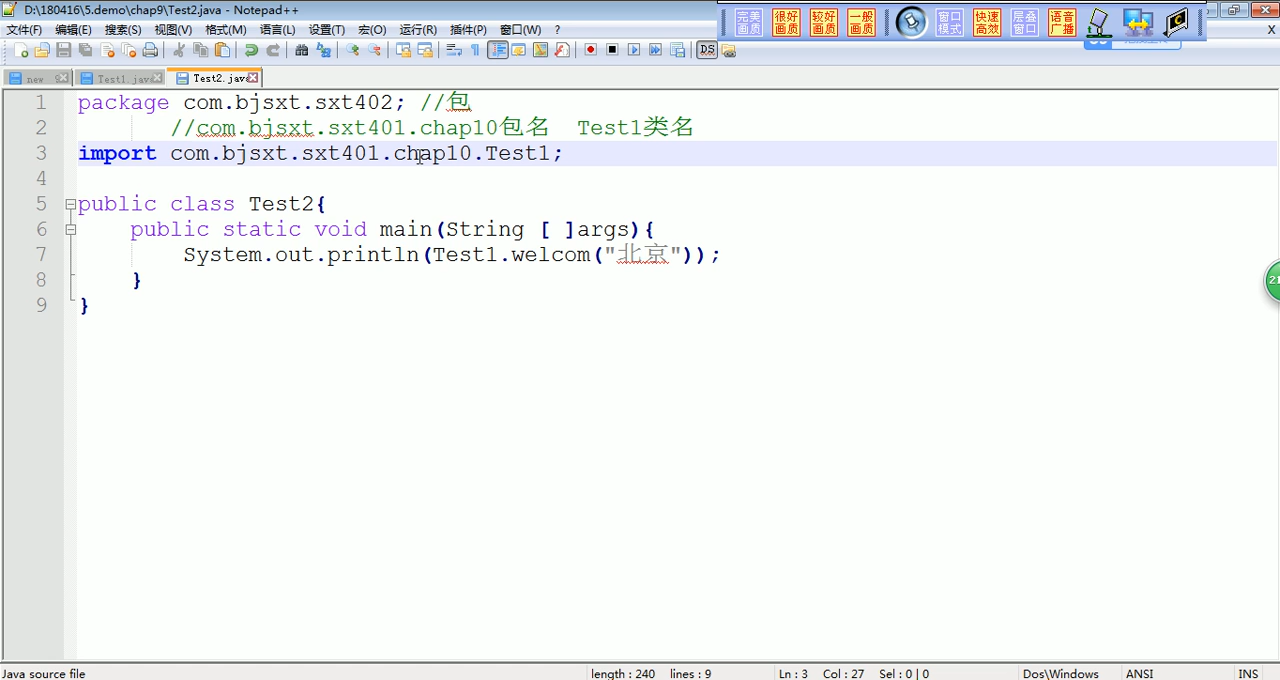 D:\180416\5.demo\chap9\Test2.java - Notepad++
完美画质 很好画质 较好画质 一般画质 窗口模式 快速高效 层叠窗口 语音广播
文件(F) 编辑(E) 搜索(S) 视图(V) 格式(M) 语言(L) 设置(T) 宏(O) 运行(R) 插件(P) 窗口(W) ? X
new Test1.java Test2.java
1 package com.bjsxt.sxt402; //包
2 //com.bjsxt.sxt401.chap10包名 Test1类名
3 import com.bjsxt.sxt401.chap10.Test1;
4
5 public class Test2{
6 public static void main(String [ ]args){
7 System.out.println(Test1.welcom("北京"));
8 }
9 }
Java source file length : 240 lines : 9 Ln : 3 Col : 27 Sel : 0 | 0 Dos\Windows ANSI INS